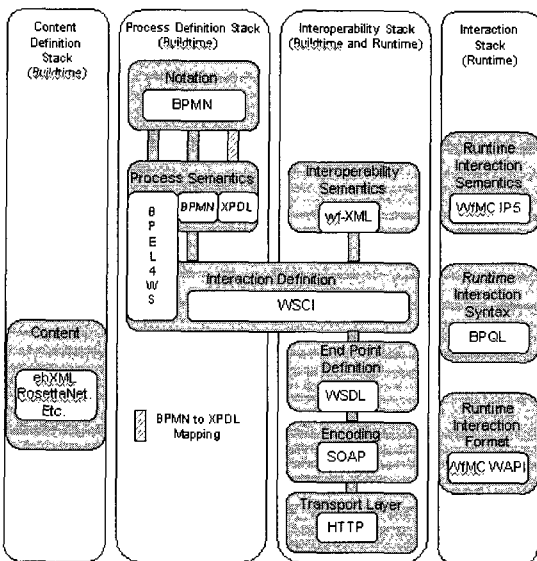 Content
Definition
Stack
(Buildtime)
Process Definition Stack
(Buildtime)
Interoperability Stack
(Buildtime and Runtime)
Interaction
Stack
(Runtime)
Notation
BPMN
Process Semantics
BPEL4WS
BPMN
XPDL
Interoperability
Semantics
wf-XML
Runtime
Interaction
Semantics
WfMC IP5
Interaction Definition
WSCI
Runtime
Interaction
Syntax
BPQL
Content
ebXML
RosettaNet.
Etc.
End Point
Definition
WSDL
BPMN to XPDL
Mapping
Encoding
SOAP
Runtime
Interaction
Format
WfMC WAPI
Transport Layer
HTTP